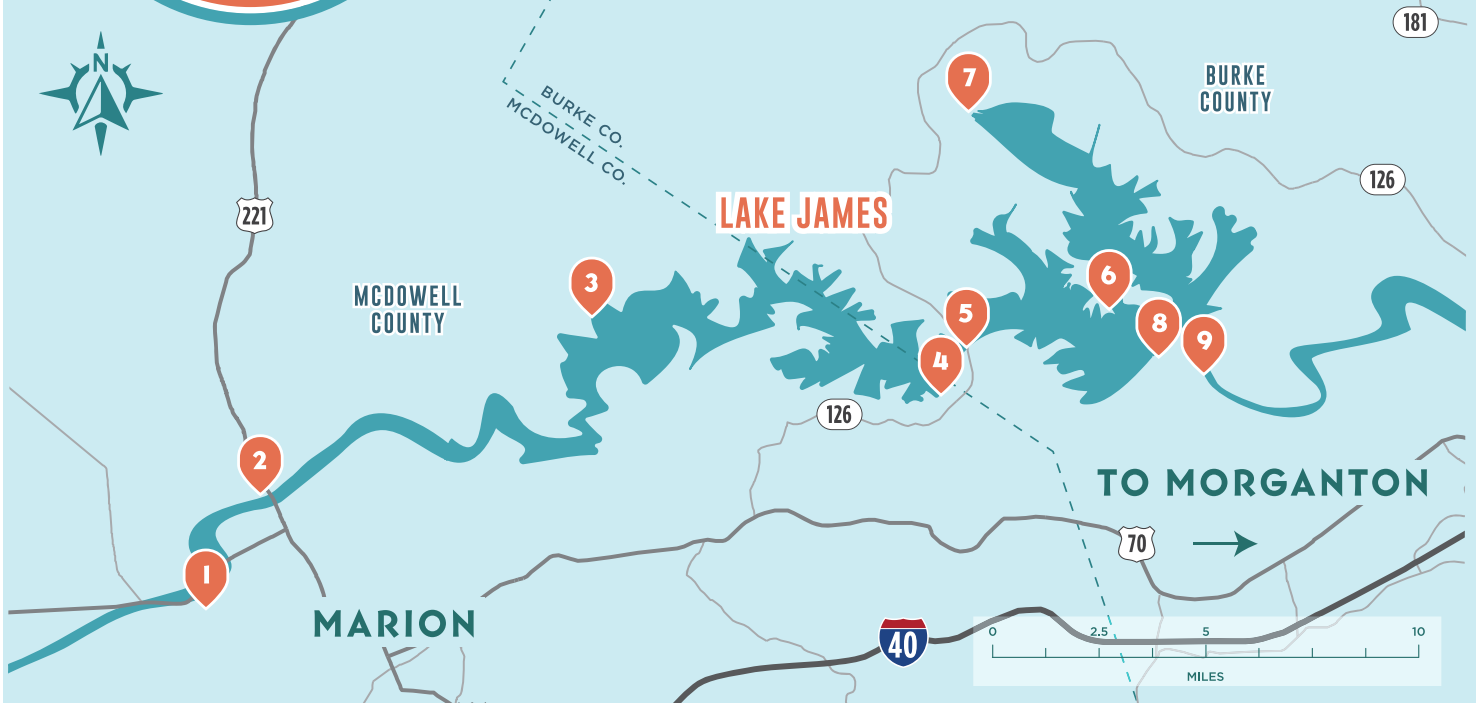 181
N
7
BURKE
COUNTY
BURKE CO.
MCDOWELL CO.
126
221
LAKE JAMES
3
MCDOWELL
COUNTY
6
5
8
9
4
126
2
TO MORGANTON
70
1
MARION
40
0 2.5 5 10
MILES